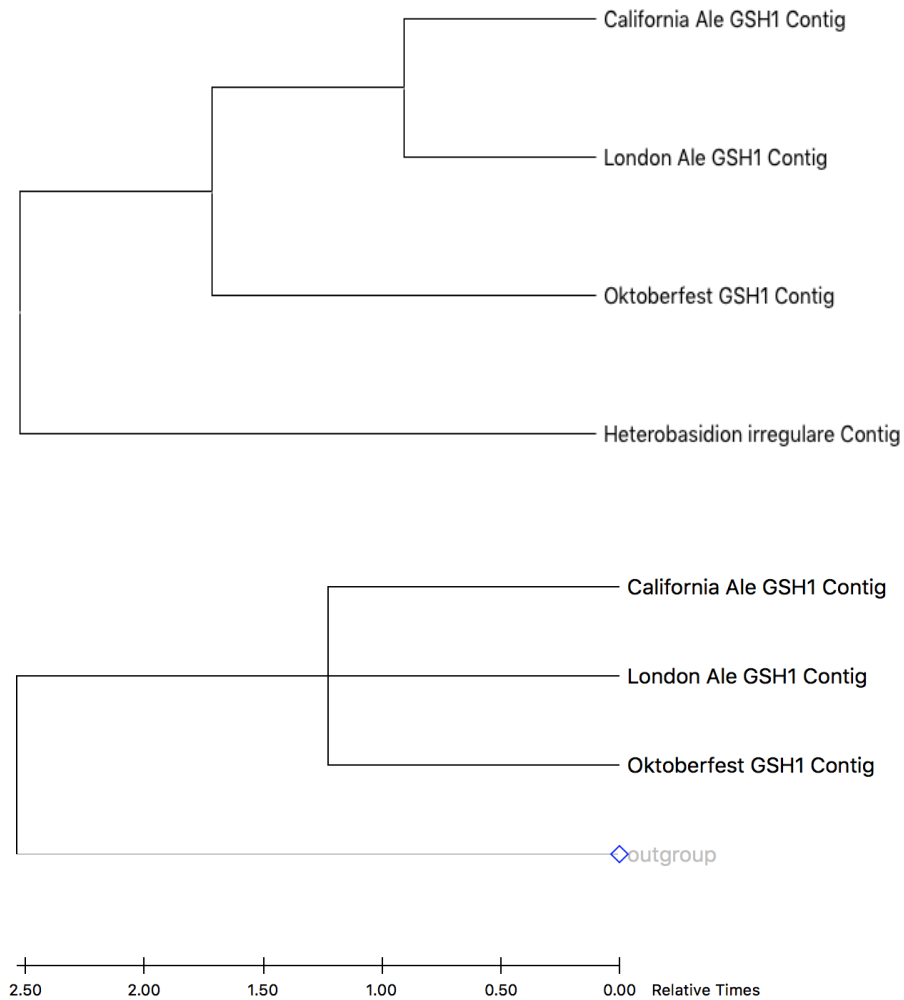 California Ale GSH1 Contig
London Ale GSH1 Contig
Oktoberfest GSH1 Contig
Heterobasidion irregulare Contig
California Ale GSH1 Contig
London Ale GSH1 Contig
Oktoberfest GSH1 Contig
outgroup
2.50 2.00 1.50 1.00 0.50 0.00 Relative Times